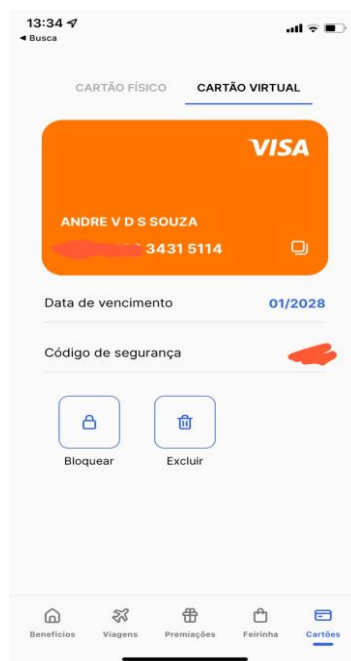 13:34
Busca
CARTÃO FÍSICO CARTÃO VIRTUAL
VISA
ANDRE V D S SOUZA
3431 5114
Data de vencimento 01/2028
Código de segurança
Bloquear Excluir
Benefícios Viagens Premiações Feirinha Cartões